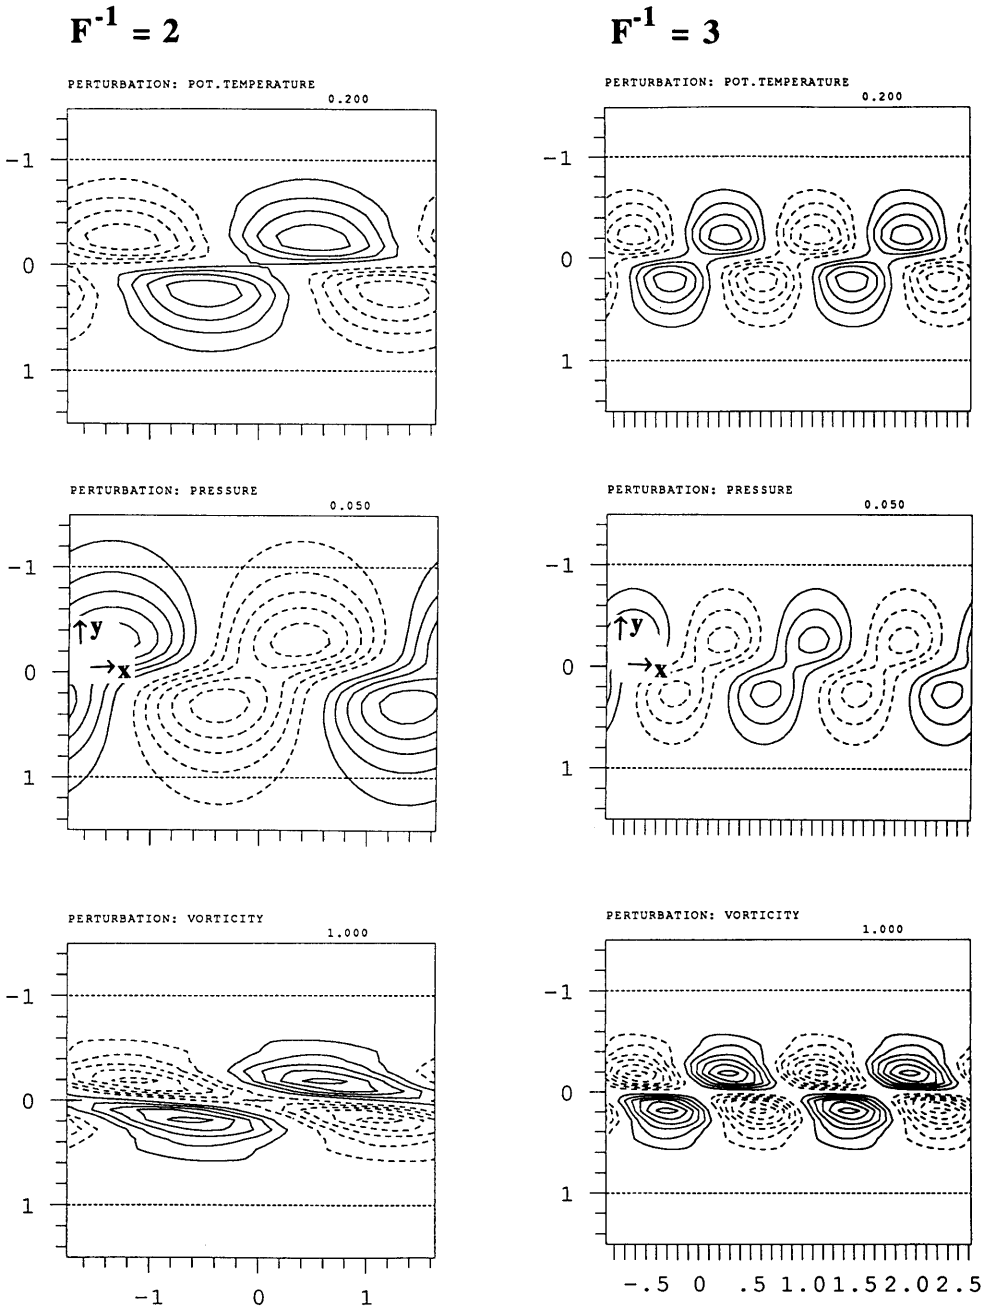 F⁻¹ = 2
F⁻¹ = 3
PERTURBATION: POT.TEMPERATURE
0.200
-1
0
1
PERTURBATION: POT.TEMPERATURE
0.200
-1
0
1
PERTURBATION: PRESSURE
0.050
-1
0
1
↑y
→x
PERTURBATION: PRESSURE
0.050
-1
0
1
↑y
→x
PERTURBATION: VORTICITY
1.000
-1
0
1
-1 0 1
PERTURBATION: VORTICITY
1.000
-1
0
1
-.5 0 .5 1.0 1.5 2.0 2.5